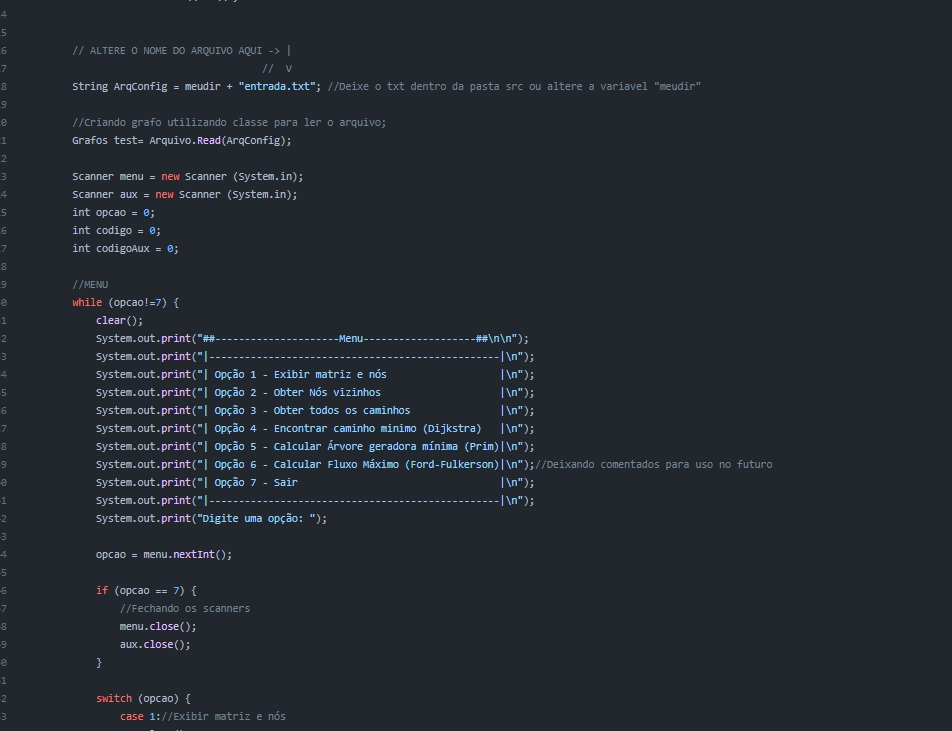 4
5
6 // ALTERE O NOME DO ARQUIVO AQUI -> |
7 // V
8 String ArqConfig = meudir + "entrada.txt"; //Deixe o txt dentro da pasta src ou altere a variavel "meudir"
9
0 //Criando grafo utilizando classe para ler o arquivo;
1 Grafos test= Arquivo.Read(ArqConfig);
2
3 Scanner menu = new Scanner (System.in);
4 Scanner aux = new Scanner (System.in);
5 int opcao = 0;
6 int codigo = 0;
7 int codigoAux = 0;
8
9 //MENU
0 while (opcao!=7) {
1 clear();
2 System.out.print("##---------------------Menu-------------------##\n\n");
3 System.out.print("|-------------------------------------------------|\n");
4 System.out.print("| Opção 1 - Exibir matriz e nós                   |\n");
5 System.out.print("| Opção 2 - Obter Nós vizinhos                    |\n");
6 System.out.print("| Opção 3 - Obter todos os caminhos               |\n");
7 System.out.print("| Opção 4 - Encontrar caminho minimo (Dijkstra)   |\n");
8 System.out.print("| Opção 5 - Calcular Árvore geradora mínima (Prim)|\n");
9 System.out.print("| Opção 6 - Calcular Fluxo Máximo (Ford-Fulkerson)|\n");//Deixando comentados para uso no futuro
0 System.out.print("| Opção 7 - Sair                                  |\n");
1 System.out.print("|-------------------------------------------------|\n");
2 System.out.print("Digite uma opção: ");
3
4 opcao = menu.nextInt();
5
6 if (opcao == 7) {
7 //Fechando os scanners
8 menu.close();
9 aux.close();
0 }
1
2 switch (opcao) {
3 case 1://Exibir matriz e nós